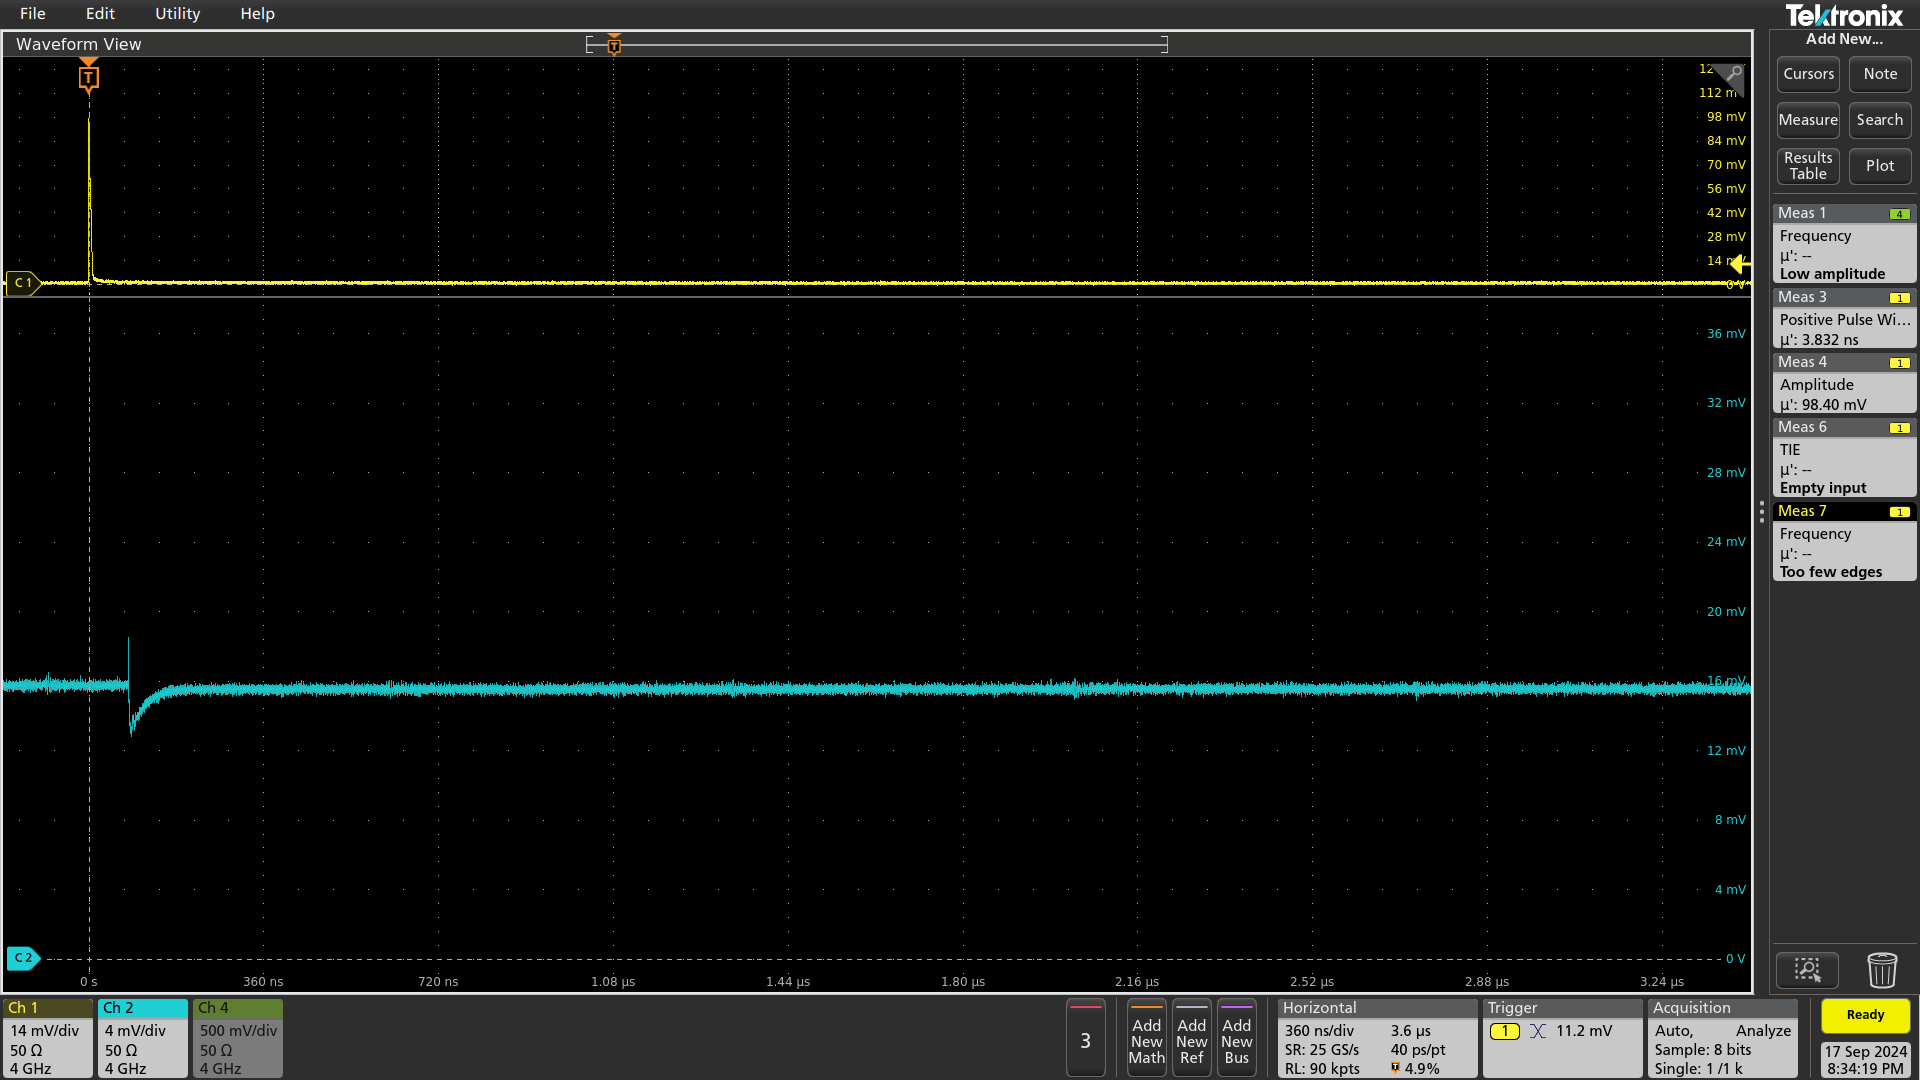 File Edit Utility Help
Tektronix
Waveform View
Add New...
T
T
Cursors Note
Measure Search
Results Table Plot
112 m
98 mV
84 mV
70 mV
56 mV
42 mV
28 mV
14 mV
0 V
C 1
36 mV
32 mV
28 mV
24 mV
20 mV
16 mV
12 mV
8 mV
4 mV
0 V
C 2
0 s 360 ns 720 ns 1.08 µs 1.44 µs 1.80 µs 2.16 µs 2.52 µs 2.88 µs 3.24 µs
Meas 1 4
Frequency
µ': --
Low amplitude
Meas 3 1
Positive Pulse Wi...
µ': 3.832 ns
Meas 4 1
Amplitude
µ': 98.40 mV
Meas 6 1
TIE
µ': --
Empty input
Meas 7 1
Frequency
µ': --
Too few edges
Ch 1
14 mV/div
50 Ω
4 GHz
Ch 2
4 mV/div
50 Ω
4 GHz
Ch 4
500 mV/div
50 Ω
4 GHz
3
Add New Math
Add New Ref
Add New Bus
Horizontal
360 ns/div 3.6 µs
SR: 25 GS/s 40 ps/pt
RL: 90 kpts T 4.9%
Trigger
1 11.2 mV
Acquisition
Auto, Analyze
Sample: 8 bits
Single: 1 /1 k
Ready
17 Sep 2024
8:34:19 PM